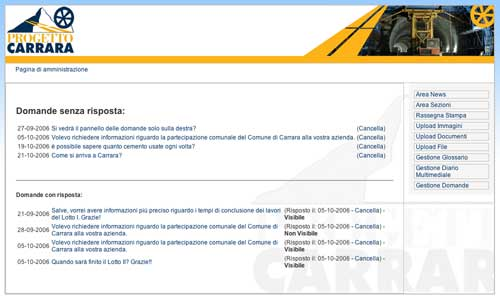 PROGETTO
CARRARA
Pagina di amministrazione
Domande senza risposta:
27-09-2006 Si vedrà il pannello delle domande solo sulla destra? (Cancella)
05-10-2006 Volevo richiedere informazioni riguardo la partecipazione comunale del Comune di Carrara alla vostra azienda. (Cancella)
19-10-2006 è possibile sapere quanto cemento usate ogni volta? (Cancella)
21-10-2006 Come si arriva a Carrara? (Cancella)
Domande con risposta:
21-09-2006 Salve, vorrei avere informazioni più preciso riguardo i tempi di conclusione dei lavori (Risposto il: 05-10-2006 - Cancella) -
del Lotto I. Grazie! Visibile
28-09-2006 Volevo richiedere informazioni riguardo la partecipazione comunale del Comune di (Risposto il: 05-10-2006 - Cancella) -
Carrara alla vostra azienda. Non Visibile
05-10-2006 Volevo richiedere informazioni riguardo la partecipazione comunale del Comune di (Risposto il: 05-10-2006 - Cancella) -
Carrara alla vostra azienda. Visibile
05-10-2006 Quando sarà finito il Lotto II? Grazie!! (Risposto il: 05-10-2006 - Cancella) -
Visibile
Area News
Area Sezioni
Rassegna Stampa
Upload Immagini
Upload Documenti
Upload File
Gestione Glossario
Gestione Diario
Multimediale
Gestione Domande
CARRAR